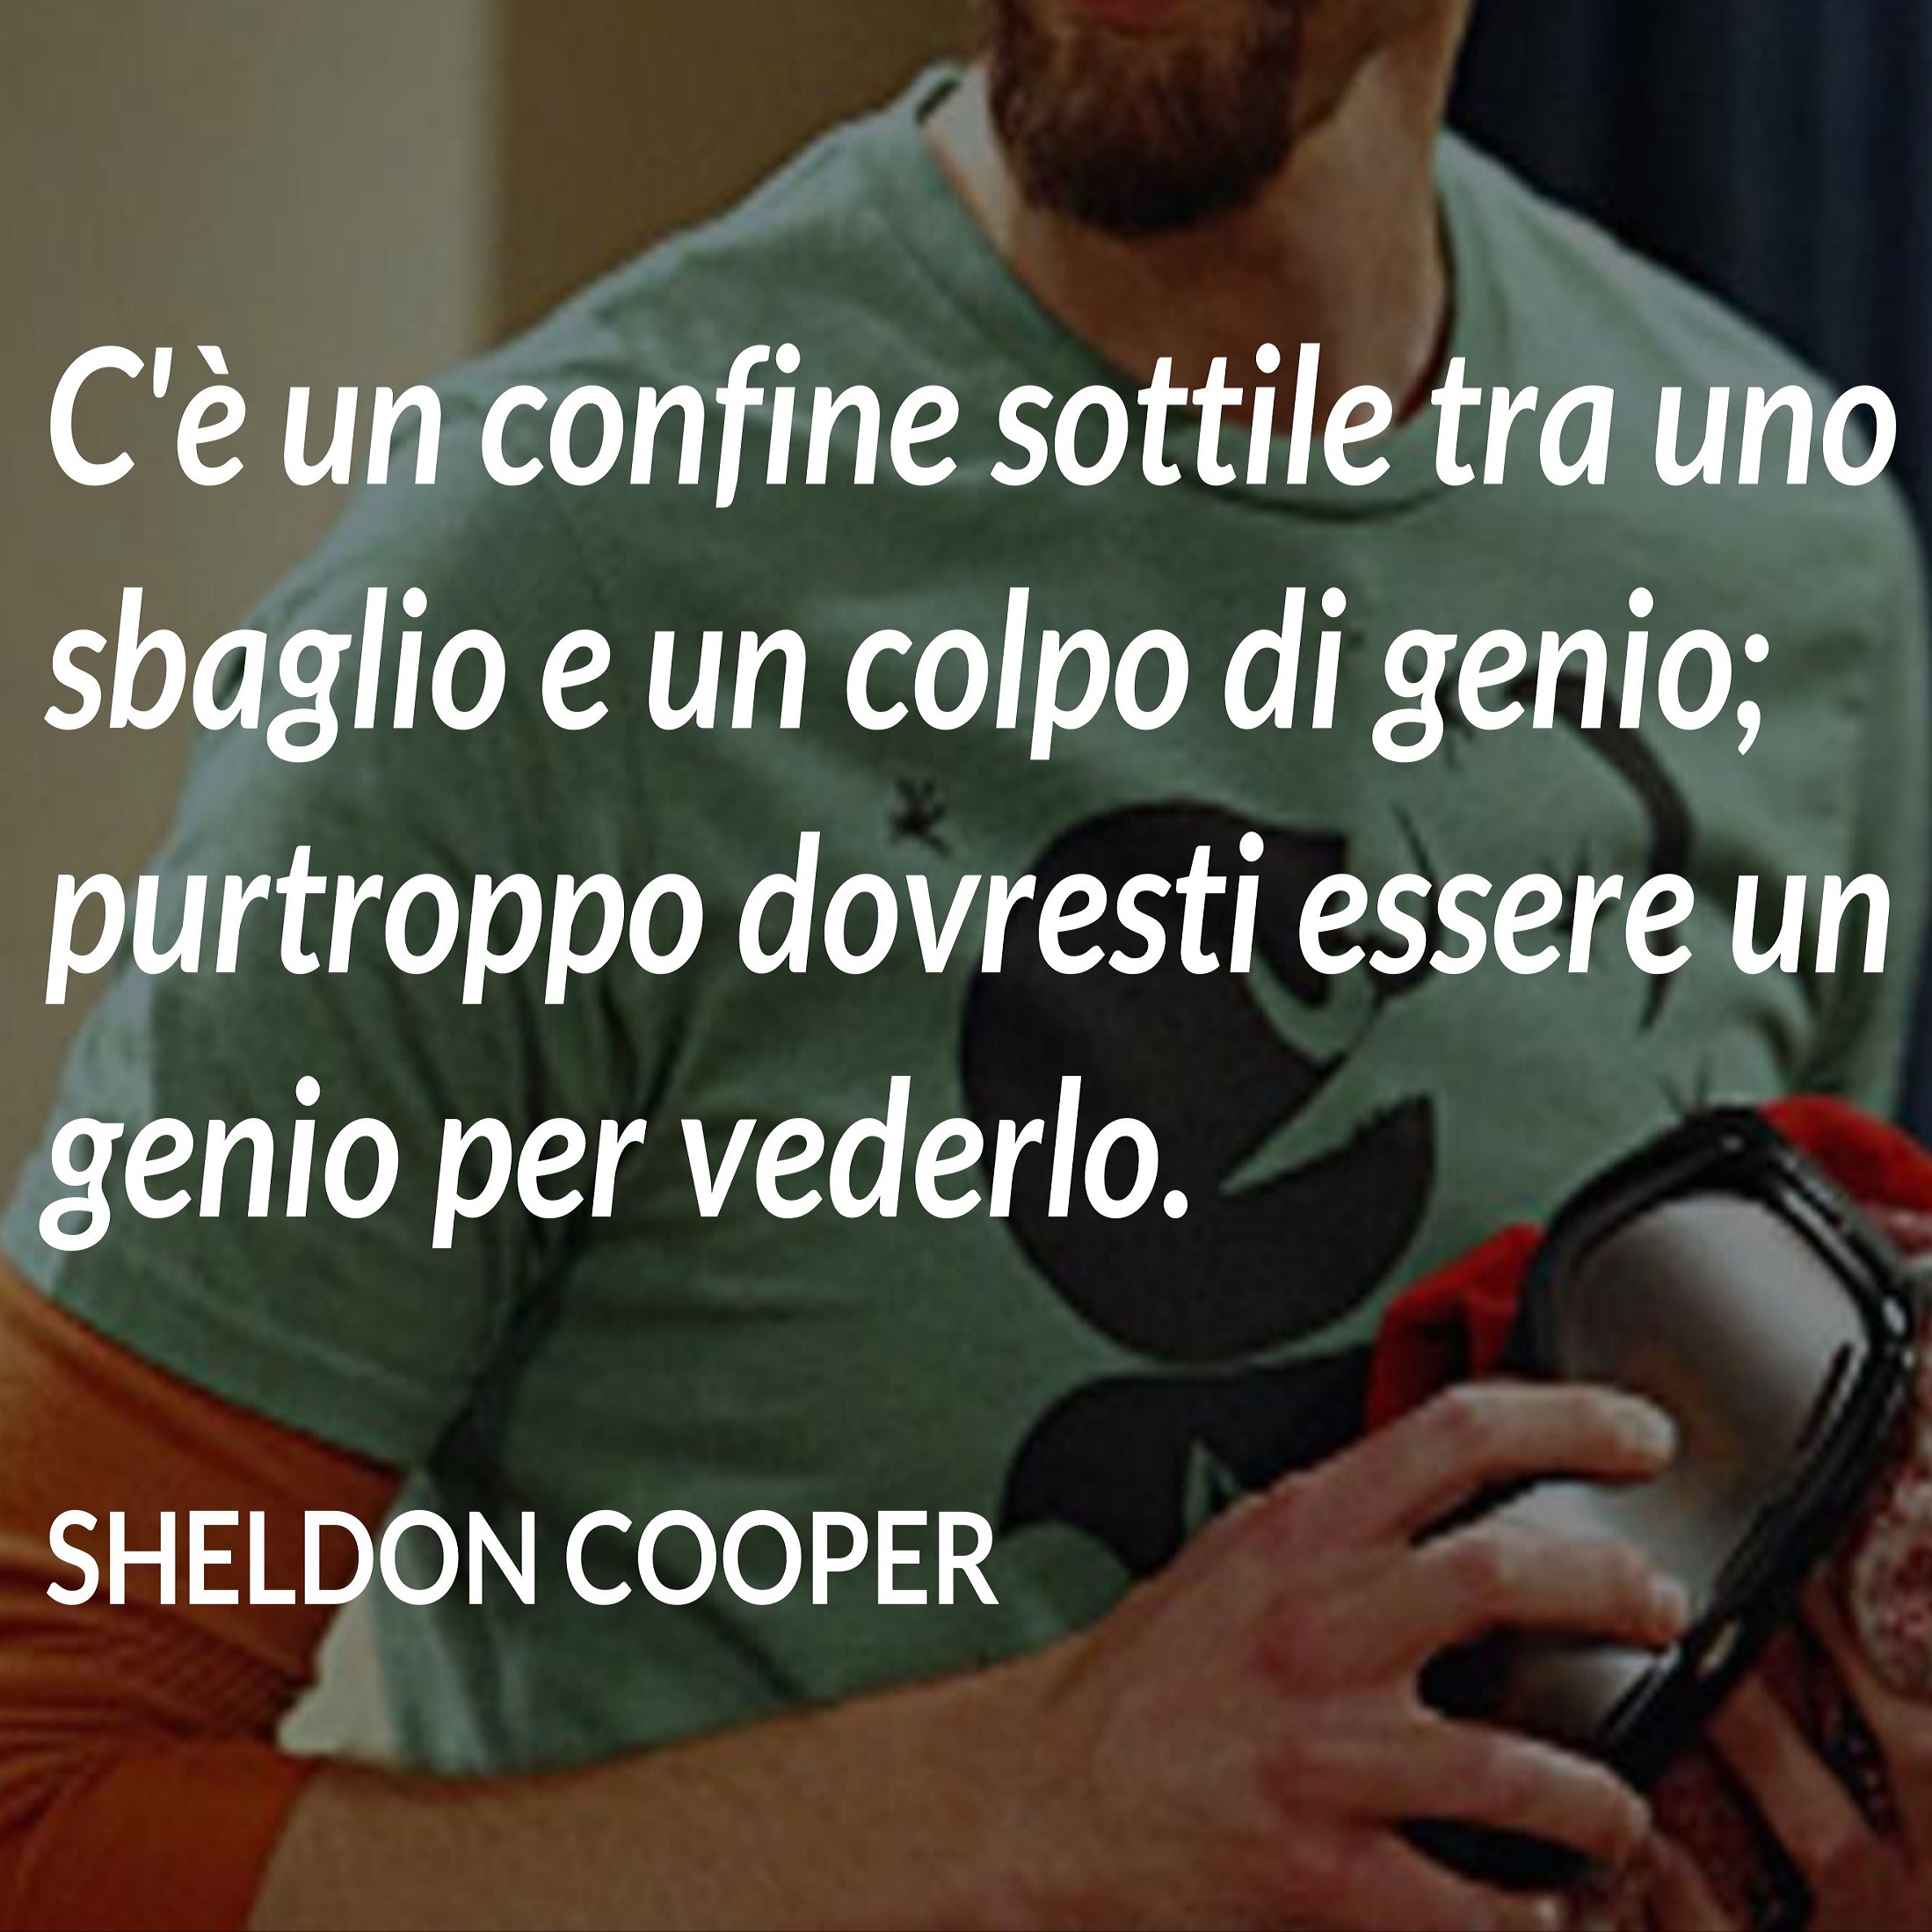 C'è un confine sottile tra uno
sbaglio e un colpo di genio;
purtroppo dovresti essere un
genio per vederlo.
SHELDON COOPER